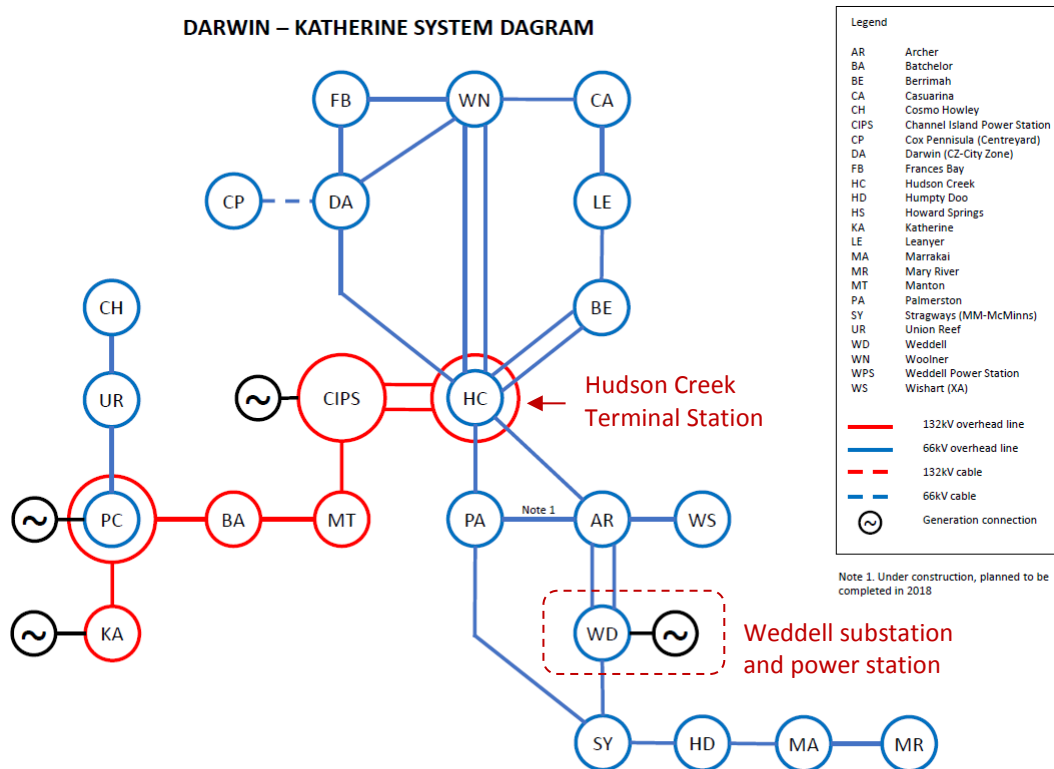 DARWIN – KATHERINE SYSTEM DAGRAM
FB
WN
CA
CP
DA
LE
CH
BE
UR
~
CIPS
HC
Hudson Creek
Terminal Station
~
PC
BA
MT
PA
Note 1
AR
WS
~
KA
WD
~
Weddell substation
and power station
SY
HD
MA
MR
Legend
AR Archer
BA Batchelor
BE Berrimah
CA Casuarina
CH Cosmo Howley
CIPS Channel Island Power Station
CP Cox Pennisula (Centreyard)
DA Darwin (CZ-City Zone)
FB Frances Bay
HC Hudson Creek
HD Humpty Doo
HS Howard Springs
KA Katherine
LE Leanyer
MA Marrakai
MR Mary River
MT Manton
PA Palmerston
SY Stragways (MM-McMinns)
UR Union Reef
WD Weddell
WN Woolner
WPS Weddell Power Station
WS Wishart (XA)
132kV overhead line
66kV overhead line
132kV cable
66kV cable
~ Generation connection
Note 1. Under construction, planned to be
completed in 2018